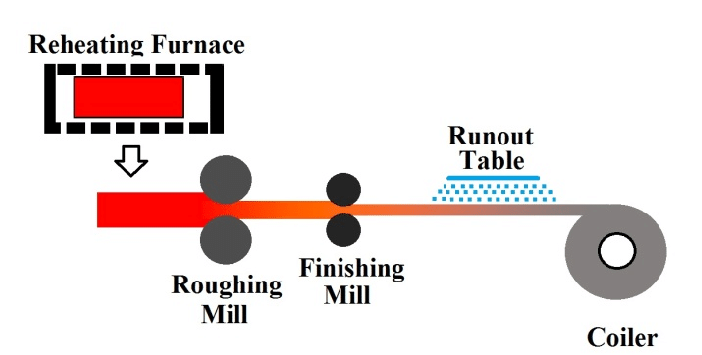 Reheating Furnace
Runout
Table
Roughing
Mill
Finishing
Mill
Coiler